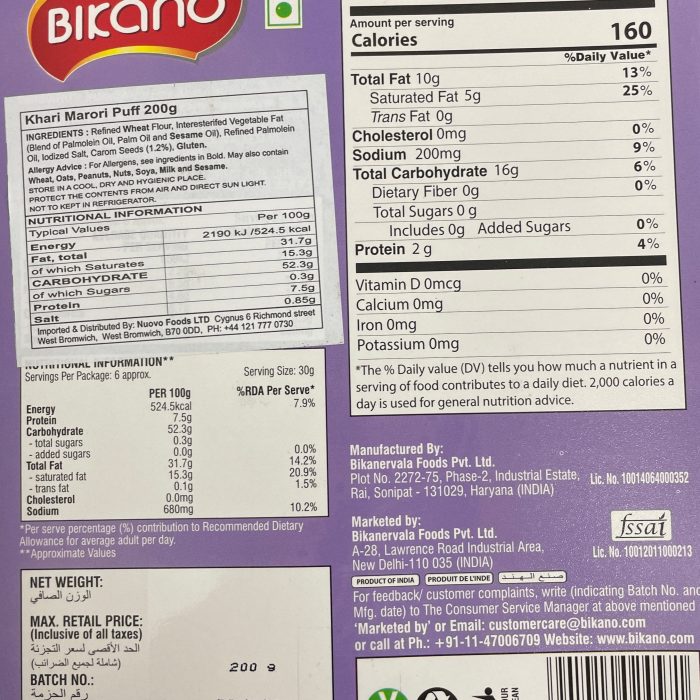 BIKANO
Khari Marori Puff 200g
INGREDIENTS : Refined Wheat Flour, Interesterifed Vegetable Fat
(Blend of Palmolein Oil, Palm Oil and Sesame Oil), Refined Palmolein
Oil, Iodized Salt, Carom Seeds (1.2%), Gluten.
Allergy Advice : For Allergens, see ingredients in Bold. May also contain
Wheat, Oats, Peanuts, Nuts, Soya, Milk and Sesame.
STORE IN A COOL, DRY AND HYGIENIC PLACE.
PROTECT THE CONTENTS FROM AIR AND DIRECT SUN LIGHT.
NOT TO KEPT IN REFRIGERATOR.
NUTRITIONAL INFORMATION
Typical Values Per 100g
Energy 2190 kJ /524.5 kcal
Fat, total 31.7g
of which Saturates 15.3g
CARBOHYDRATE 52.3g
of which Sugars 0.3g
Protein 7.5g
Salt 0.85g
Imported & Distributed By: Nuovo Foods LTD Cygnus 6 Richmond street
West Bromwich, West Bromwich, B70 0DD, PH: +44 121 777 0730
NUTRITIONAL INFORMATION**
Servings Per Package: 6 approx. Serving Size: 30g
PER 100g %RDA Per Serve*
Energy 524.5kcal 7.9%
Protein 7.5g
Carbohydrate 52.3g
- total sugars 0.3g
- added sugars 0.0g 0.0%
Total Fat 31.7g 14.2%
- saturated fat 15.3g 20.9%
- trans fat 0.1g 1.5%
Cholesterol 0.0mg
Sodium 680mg 10.2%
*Per serve percentage (%) contribution to Recommended Dietary
Allowance for average adult per day.
**Approximate Values
NET WEIGHT:
الوزن الصافي
MAX. RETAIL PRICE:
(Inclusive of all taxes)
الحد الأقصى لسعر التجزئة
(شاملة لجميع الضرائب)
200 g
BATCH NO.:
رقم الحزمة
Amount per serving
Calories 160
%Daily Value*
Total Fat 10g 13%
Saturated Fat 5g 25%
Trans Fat 0g
Cholesterol 0mg 0%
Sodium 200mg 9%
Total Carbohydrate 16g 6%
Dietary Fiber 0g 0%
Total Sugars 0 g
Includes 0g Added Sugars 0%
Protein 2 g 4%
Vitamin D 0mcg 0%
Calcium 0mg 0%
Iron 0mg 0%
Potassium 0mg 0%
*The % Daily value (DV) tells you how much a nutrient in a
serving of food contributes to a daily diet. 2,000 calories a
day is used for general nutrition advice.
Manufactured By:
Bikanervala Foods Pvt. Ltd.
Plot No. 2272-75, Phase-2, Industrial Estate, Lic. No. 10014064000352
Rai, Sonipat - 131029, Haryana (INDIA)
Marketed by:
Bikanervala Foods Pvt. Ltd.
A-28, Lawrence Road Industrial Area,
New Delhi-110 035 (INDIA)
fssai
Lic. No. 10012011000213
PRODUCT OF INDIA PRODUIT DE L'INDE صنع الهند
For feedback/ customer complaints, write (indicating Batch No. and
Mfg. date) to The Consumer Service Manager at above mentioned
'Marketed by' or Email: customercare@bikano.com
or call at Ph.: +91-11-47006709 Website: www.bikano.com